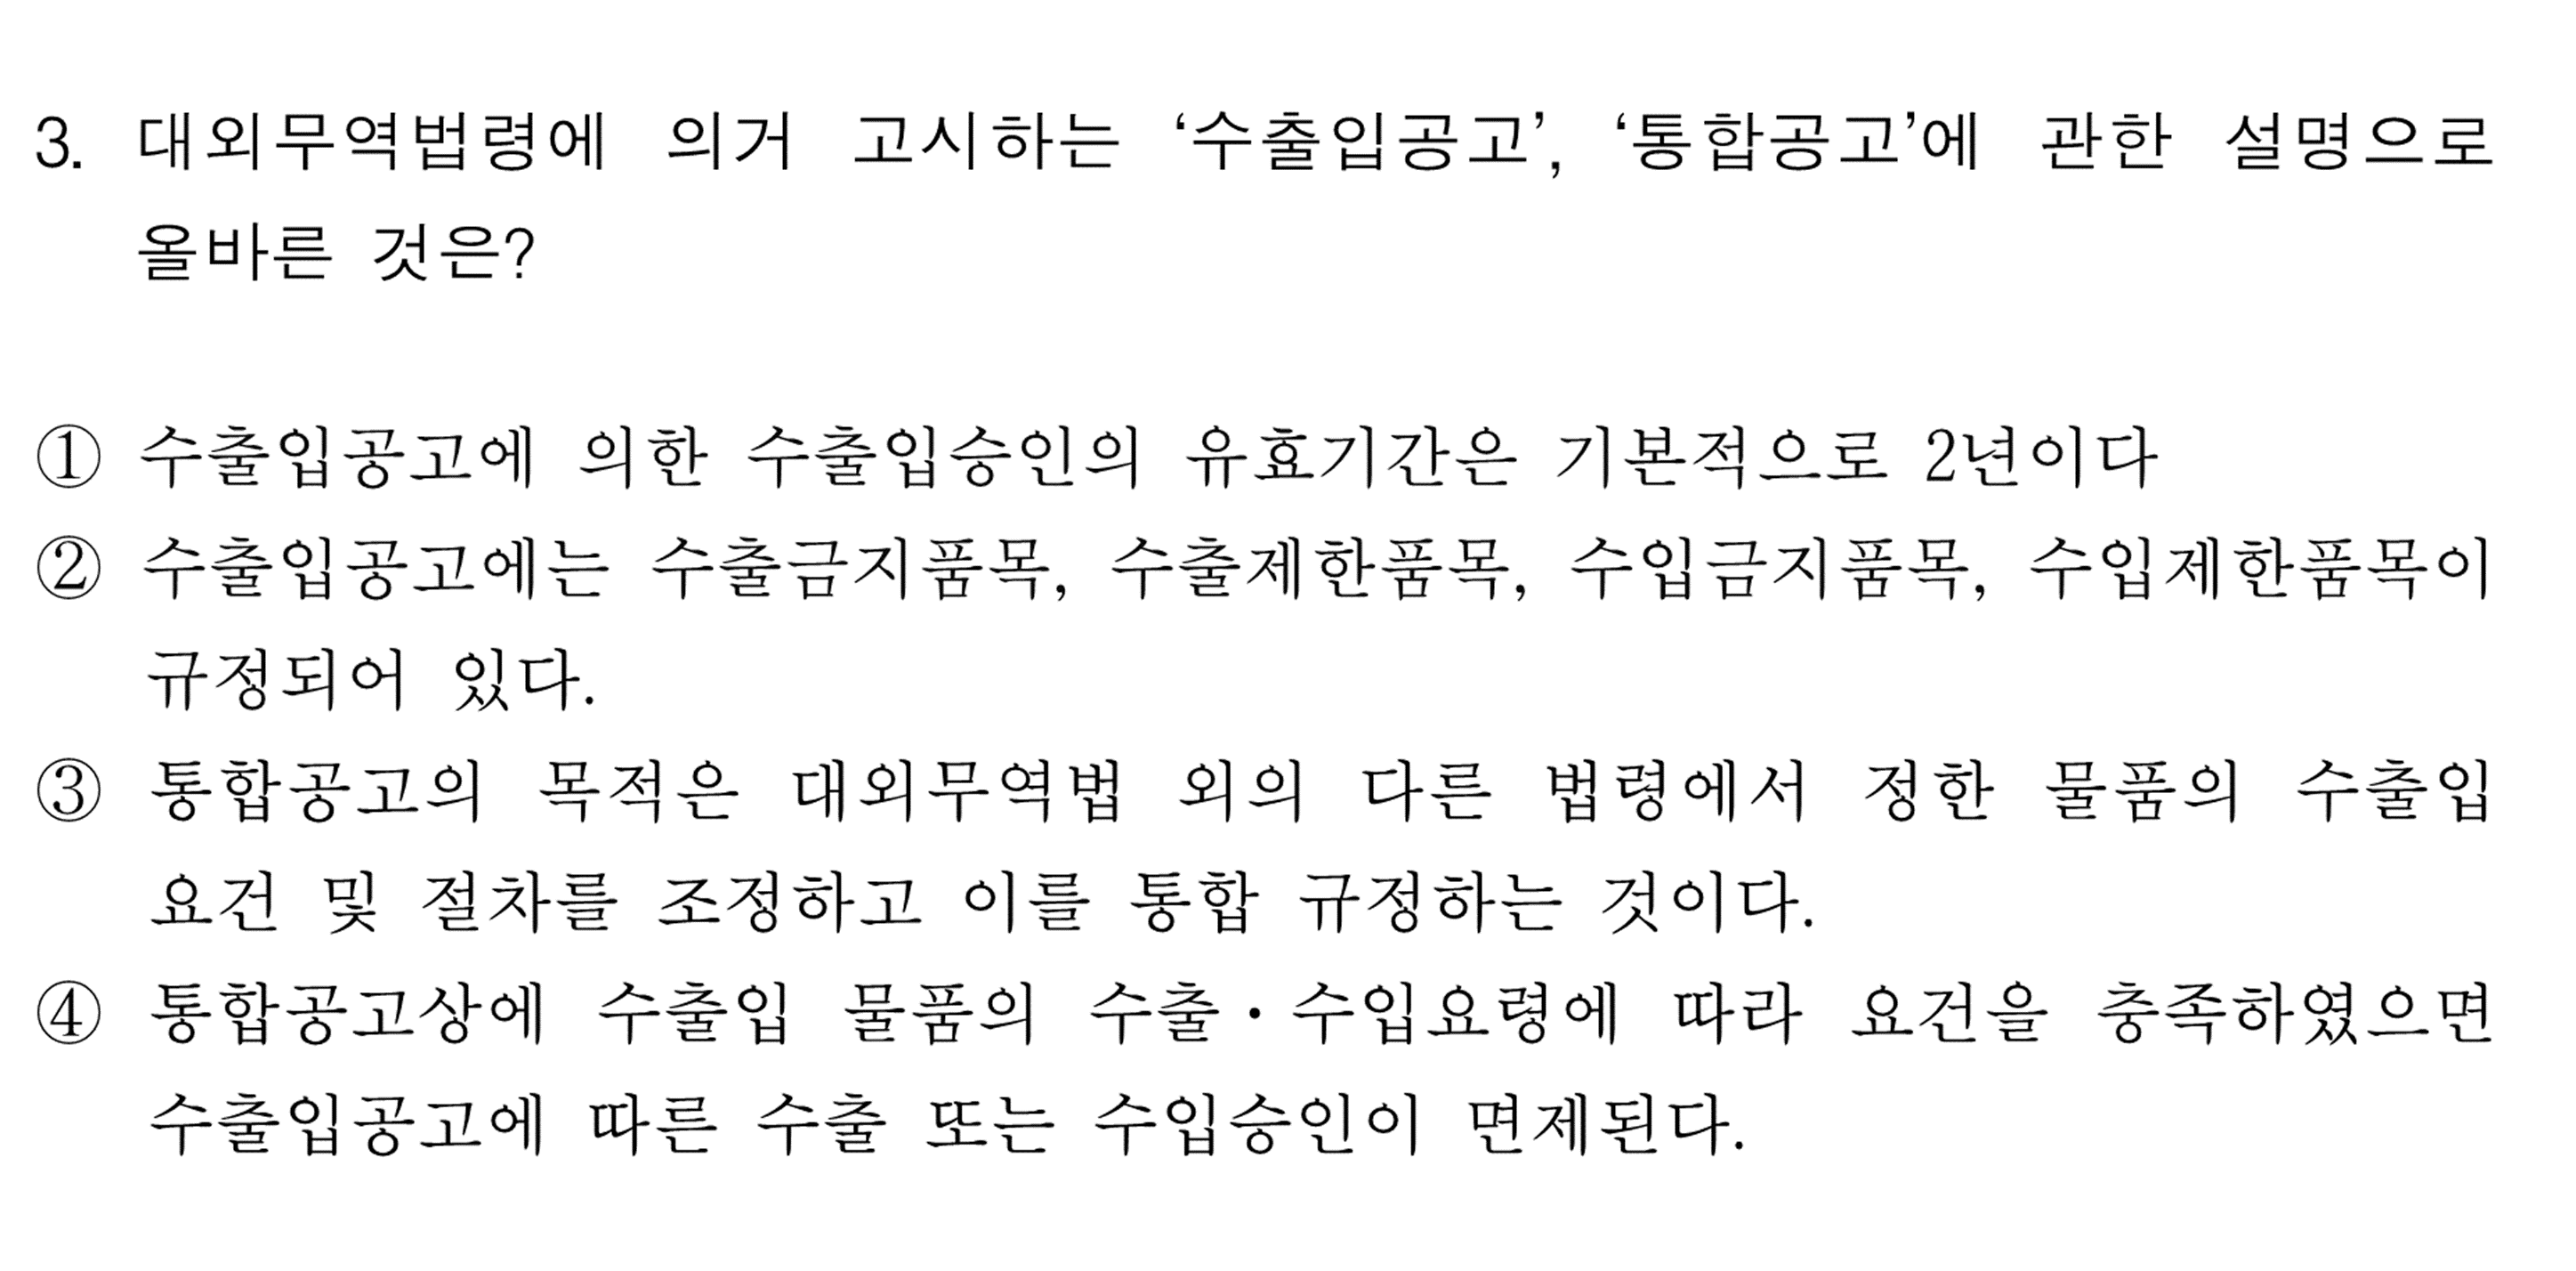 3. 대외무역법령에 의거 고시하는 ‘수출입공고’, ‘통합공고’에 관한 설명으로
올바른 것은?
① 수출입공고에 의한 수출입승인의 유효기간은 기본적으로 2년이다
② 수출입공고에는 수출금지품목, 수출제한품목, 수입금지품목, 수입제한품목이
규정되어 있다.
③ 통합공고의 목적은 대외무역법 외의 다른 법령에서 정한 물품의 수출입
요건 및 절차를 조정하고 이를 통합 규정하는 것이다.
④ 통합공고상에 수출입 물품의 수출·수입요령에 따라 요건을 충족하였으면
수출입공고에 따른 수출 또는 수입승인이 면제된다.